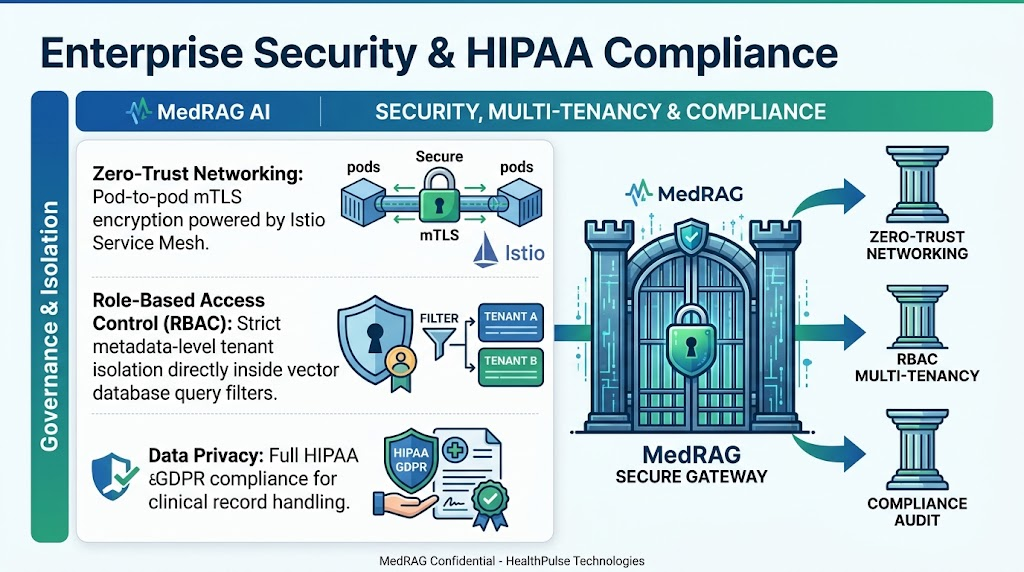 Enterprise Security & HIPAA Compliance
MedRAG AI
SECURITY, MULTI-TENANCY & COMPLIANCE
Governance & Isolation
Zero-Trust Networking:
Pod-to-pod mTLS
encryption powered by Istio
Service Mesh.
pods
Secure
pods
mTLS
Istio
Role-Based Access
Control (RBAC): Strict
metadata-level tenant
isolation directly inside vector
database query filters.
FILTER
TENANT A
TENANT B
Data Privacy: Full HIPAA
&GDPR compliance for
clinical record handling.
HIPAA
GDPR
MedRAG
MedRAG
SECURE GATEWAY
ZERO-TRUST
NETWORKING
RBAC
MULTI-TENANCY
COMPLIANCE
AUDIT
MedRAG Confidential - HealthPulse Technologies